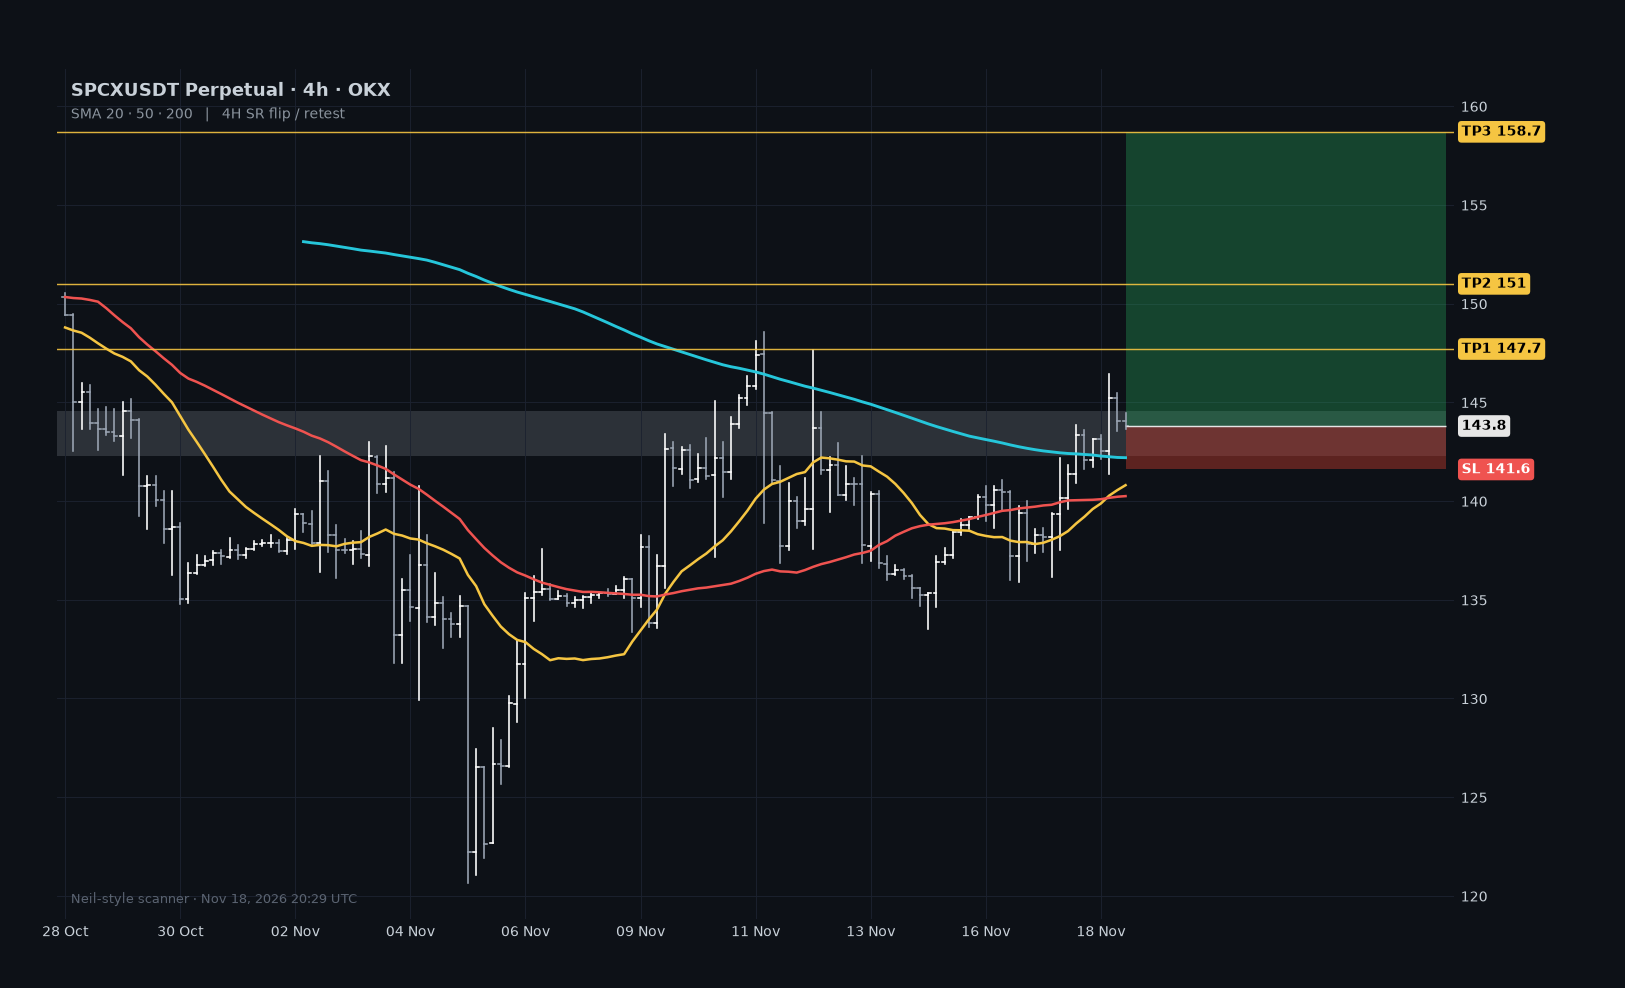 SPCXUSDT Perpetual · 4h · OKX
SMA 20 · 50 · 200 | 4H SR flip / retest
160
TP3 158.7
155
TP2 151
150
TP1 147.7
145
143.8
SL 141.6
140
135
130
125
120
Neil-style scanner · Nov 18, 2026 20:29 UTC
28 Oct 30 Oct 02 Nov 04 Nov 06 Nov 09 Nov 11 Nov 13 Nov 16 Nov 18 Nov